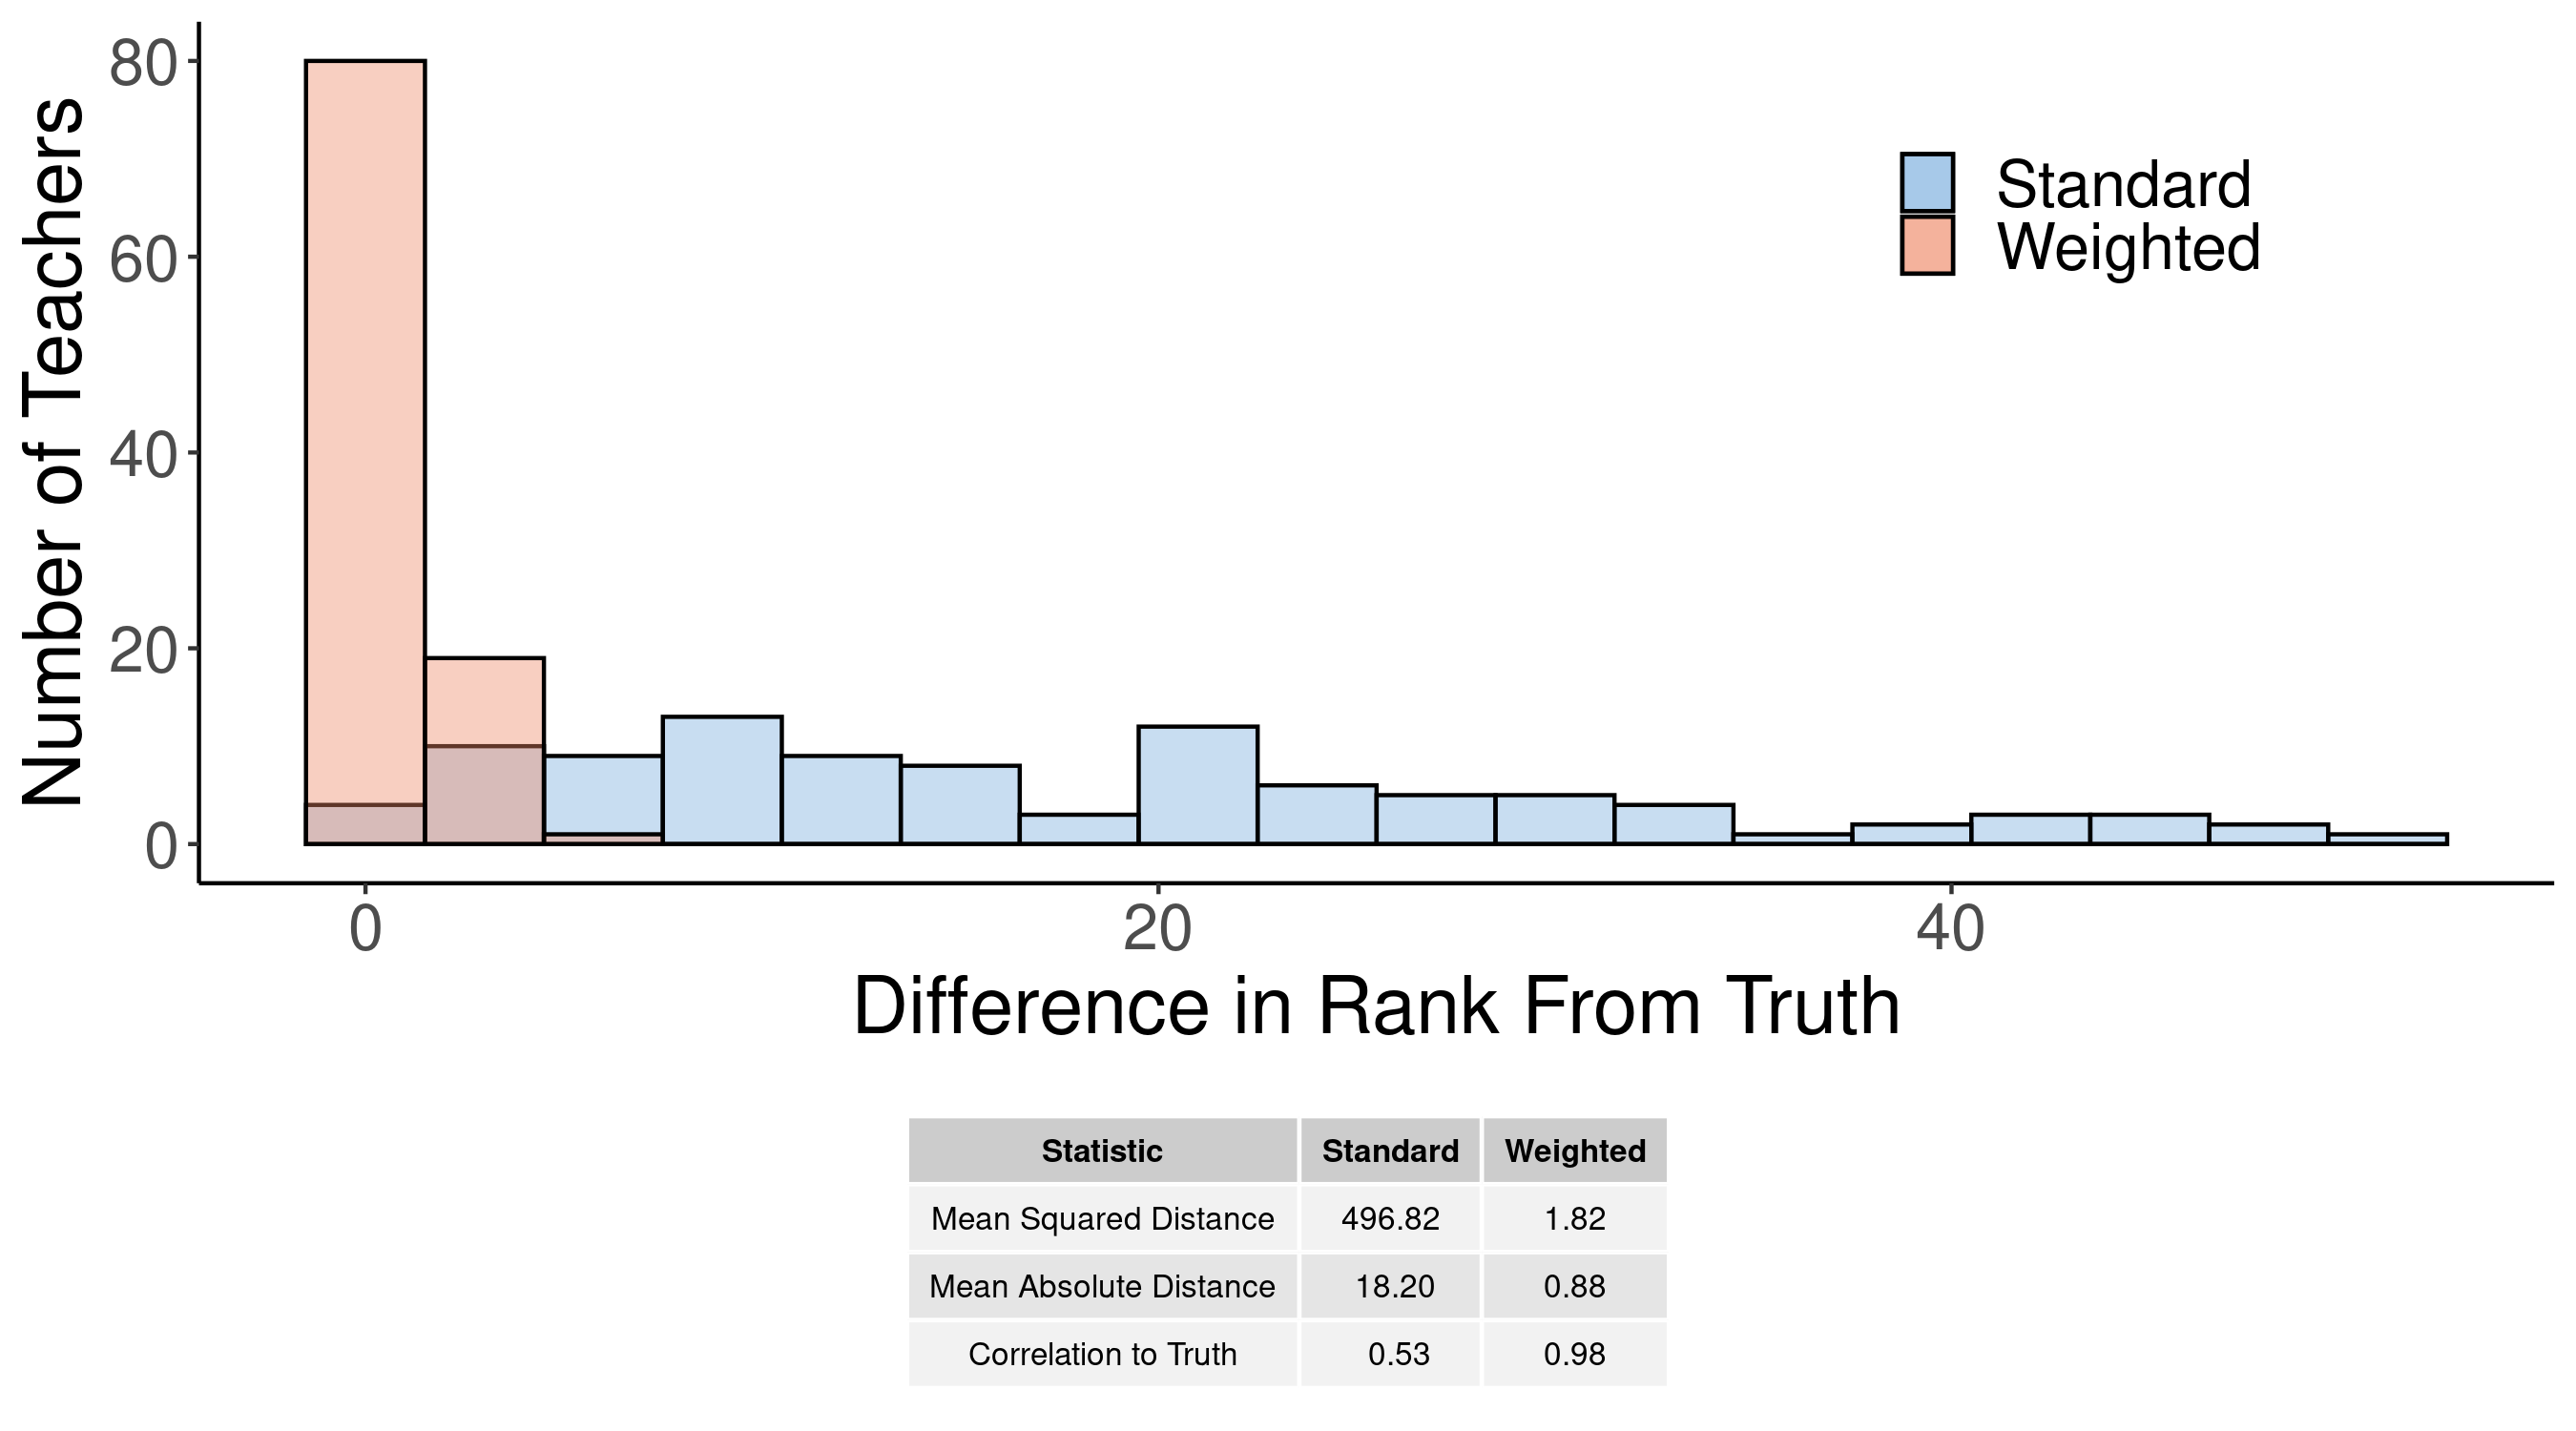 80
60
40
20
0
Number of Teachers
Standard
Weighted
0 20 40
Difference in Rank From Truth
Statistic Standard Weighted
Mean Squared Distance 496.82 1.82
Mean Absolute Distance 18.20 0.88
Correlation to Truth 0.53 0.98